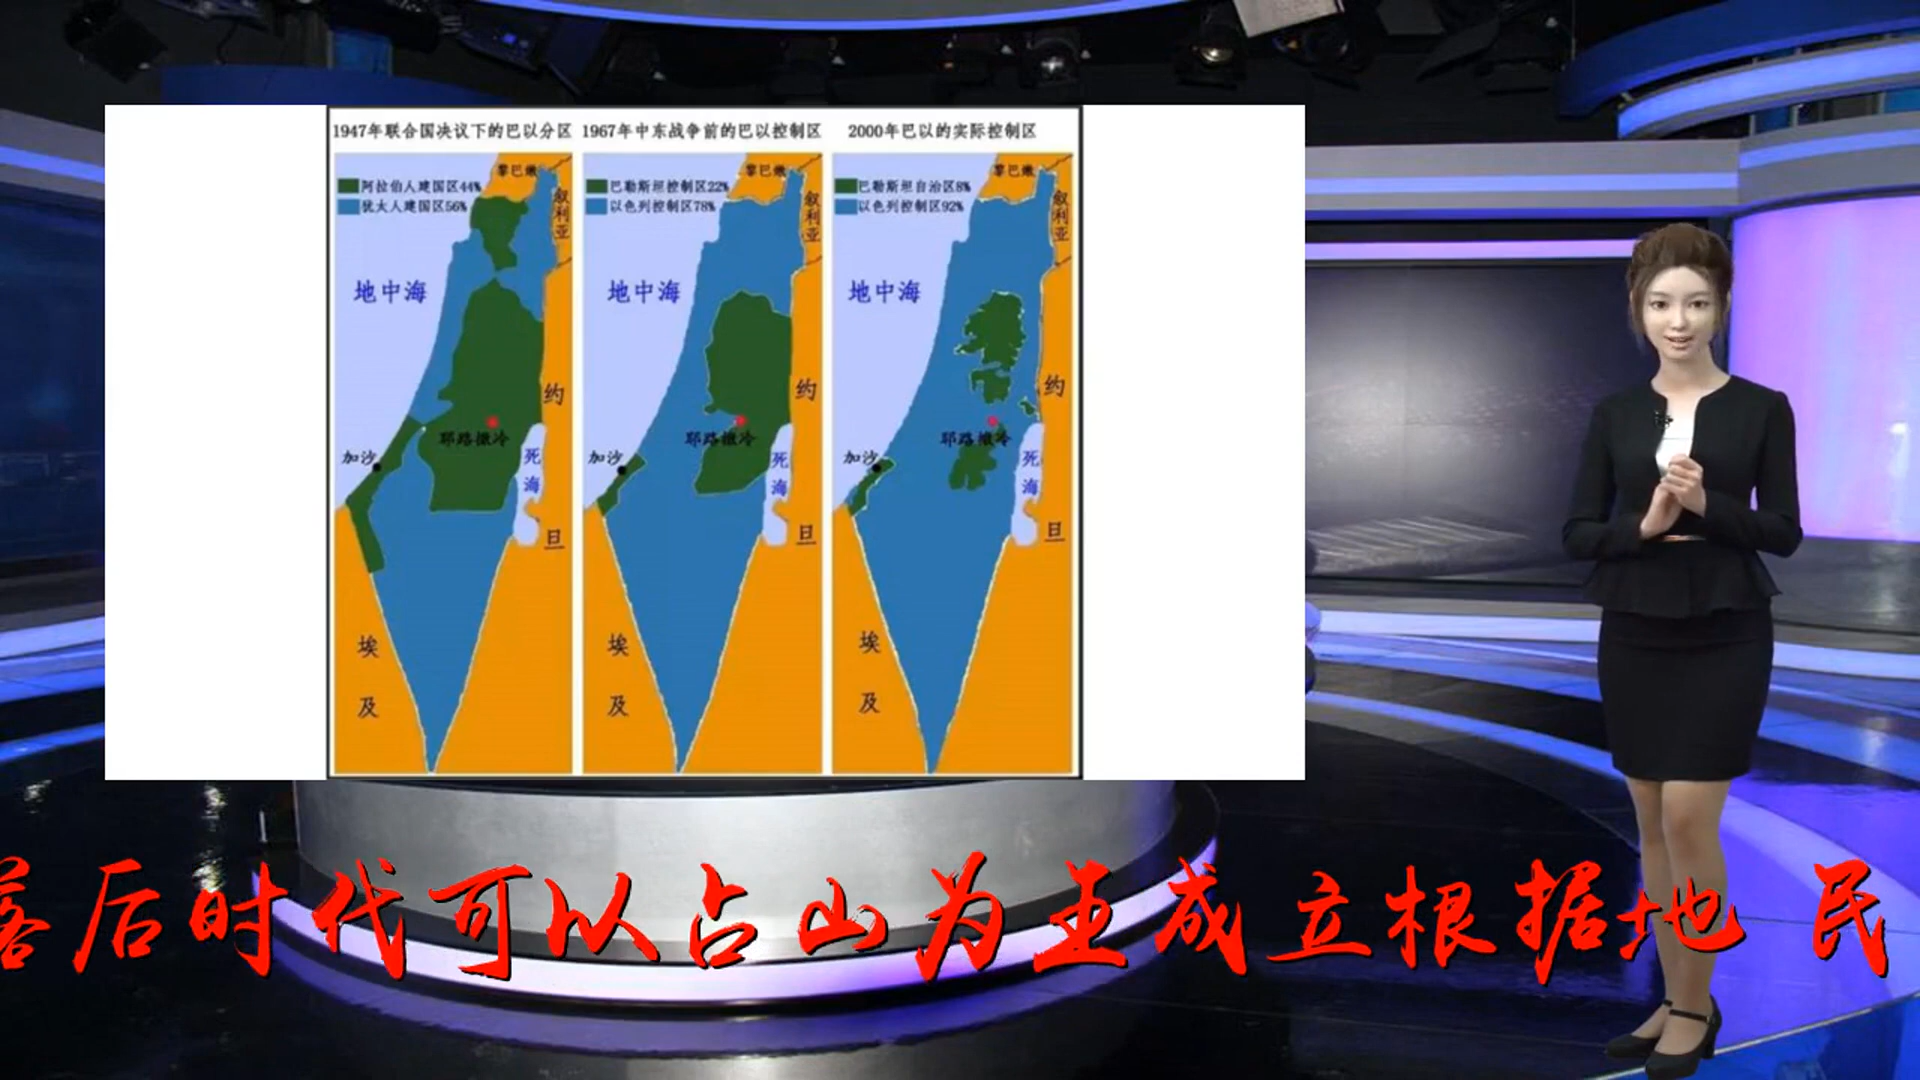 1947年联合国决议下的巴以分区
1967年中东战争前的巴以控制区
2000年巴以的实际控制区
阿拉伯人建国区44%
犹太人建国区56%
黎巴嫩
叙利亚
地中海
加沙
耶路撒冷
死海
约旦
埃及
巴勒斯坦控制区22%
以色列控制区78%
黎巴嫩
叙利亚
地中海
加沙
耶路撒冷
死海
约旦
埃及
巴勒斯坦自治区8%
以色列控制区92%
黎巴嫩
叙利亚
地中海
加沙
耶路撒冷
死海
约旦
埃及
落后时代可以占山为王成立根据地 民